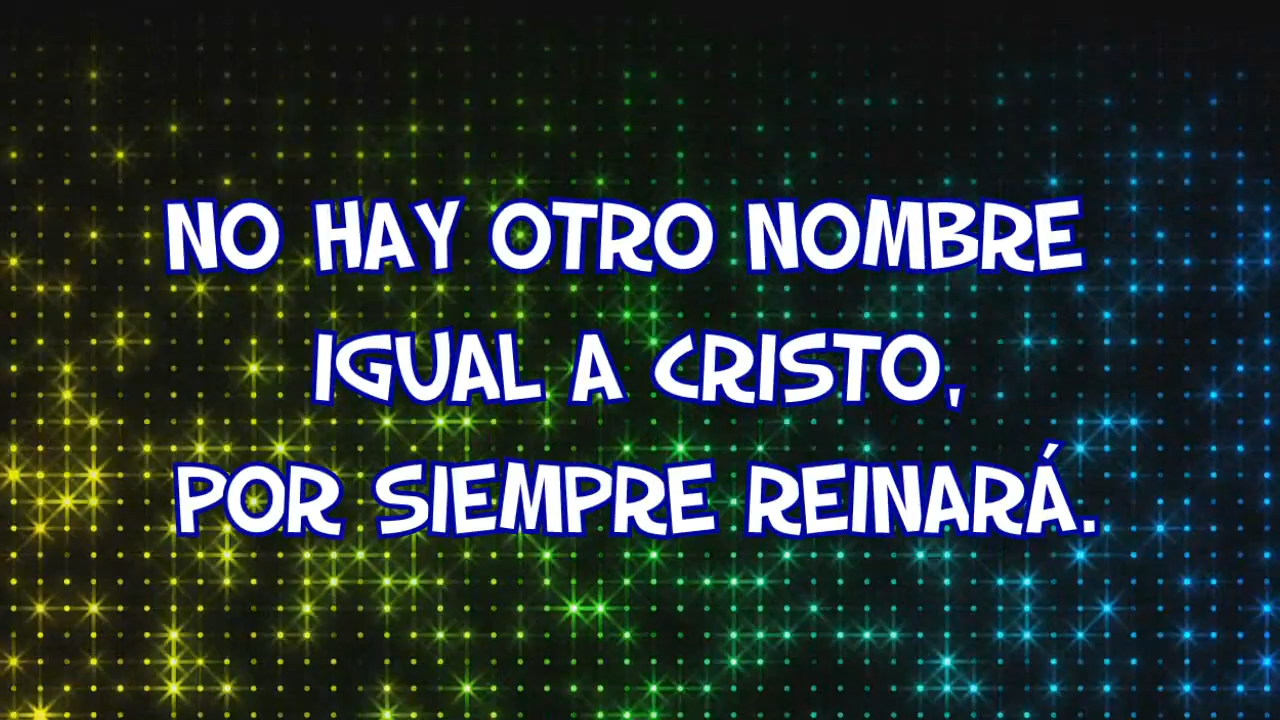 NO HAY OTRO NOMBRE
IGUAL A CRISTO,
POR SIEMPRE REINARÁ.